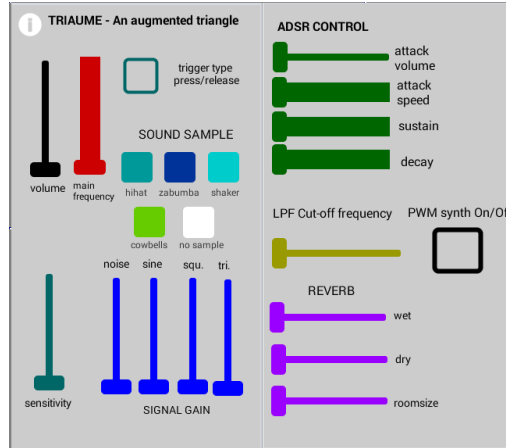 i
TRIAUME - An augmented triangle
trigger type
press/release
SOUND SAMPLE
volume
main
frequency
hihat
zabumba
shaker
cowbells
no sample
noise
sine
squ.
tri.
sensitivity
SIGNAL GAIN
ADSR CONTROL
attack
volume
attack
speed
sustain
decay
LPF Cut-off frequency
PWM synth On/Of
REVERB
wet
dry
roomsize